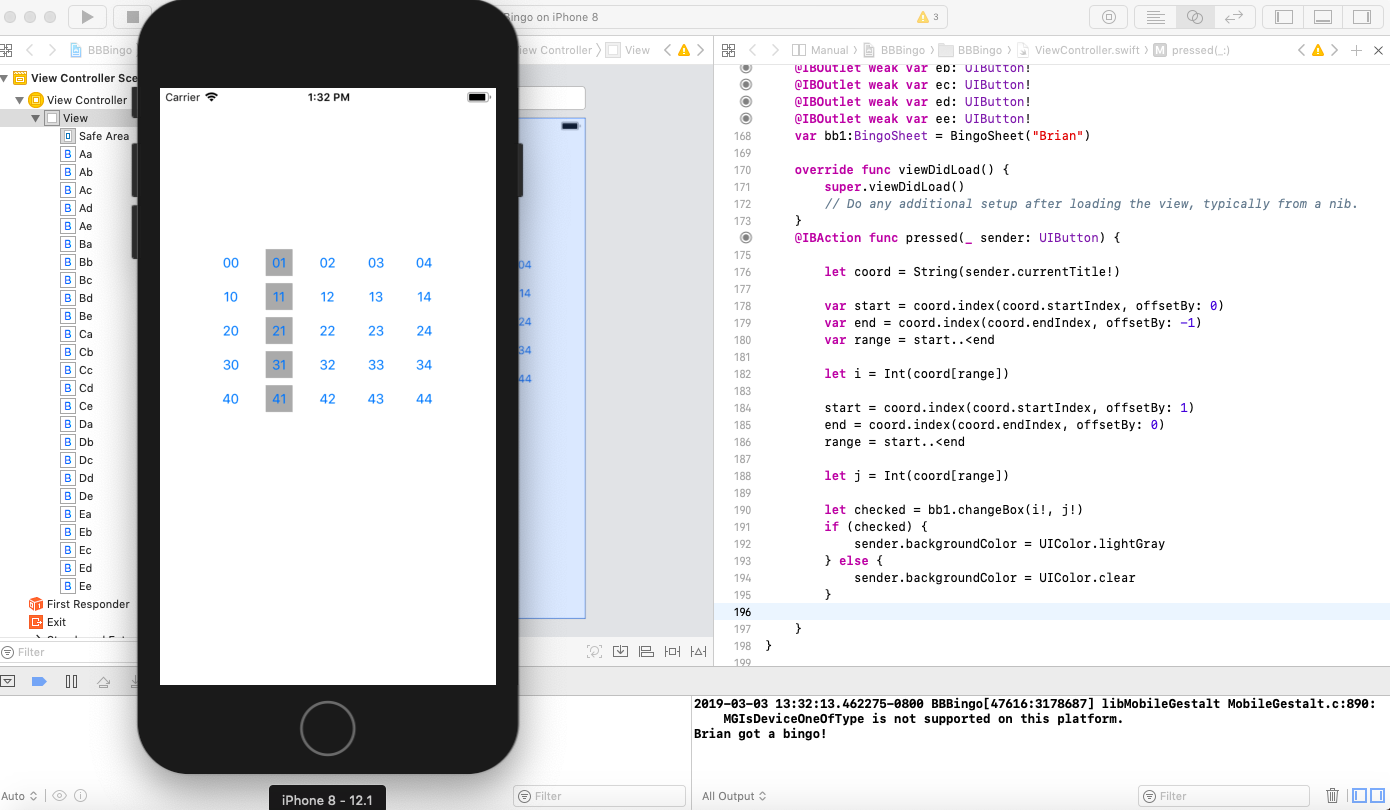 Bingo on iPhone 8
3
BBBingo
View Controller
View
Manual
BBBingo
BBBingo
ViewController.swift
M
pressed(_:)
View Controller Sce
View Controller
View
Safe Area
B Aa
B Ab
B Ac
B Ad
B Ae
B Ba
B Bb
B Bc
B Bd
B Be
B Ca
B Cb
B Cc
B Cd
B Ce
B Da
B Db
B Dc
B Dd
B De
B Ea
B Eb
B Ec
B Ed
B Ee
First Responder
Exit
Filter
Carrier
1:32 PM
00 01 02 03 04
10 11 12 13 14
20 21 22 23 24
30 31 32 33 34
40 41 42 43 44
04
14
24
34
44
@IBOutlet weak var eb: UIButton!
@IBOutlet weak var ec: UIButton!
@IBOutlet weak var ed: UIButton!
@IBOutlet weak var ee: UIButton!
168 var bb1:BingoSheet = BingoSheet("Brian")
169
170 override func viewDidLoad() {
171 super.viewDidLoad()
172 // Do any additional setup after loading the view, typically from a nib.
173 }
@IBAction func pressed(_ sender: UIButton) {
175
176 let coord = String(sender.currentTitle!)
177
178 var start = coord.index(coord.startIndex, offsetBy: 0)
179 var end = coord.index(coord.endIndex, offsetBy: -1)
180 var range = start..<end
181
182 let i = Int(coord[range])
183
184 start = coord.index(coord.startIndex, offsetBy: 1)
185 end = coord.index(coord.endIndex, offsetBy: 0)
186 range = start..<end
187
188 let j = Int(coord[range])
189
190 let checked = bb1.changeBox(i!, j!)
191 if (checked) {
192 sender.backgroundColor = UIColor.lightGray
193 } else {
194 sender.backgroundColor = UIColor.clear
195 }
196
197 }
198 }
199
2019-03-03 13:32:13.462275-0800 BBBingo[47616:3178687] libMobileGestalt MobileGestalt.c:890:
MGIsDeviceOneOfType is not supported on this platform.
Brian got a bingo!
Auto
iPhone 8 - 12.1
Filter
All Output
Filter